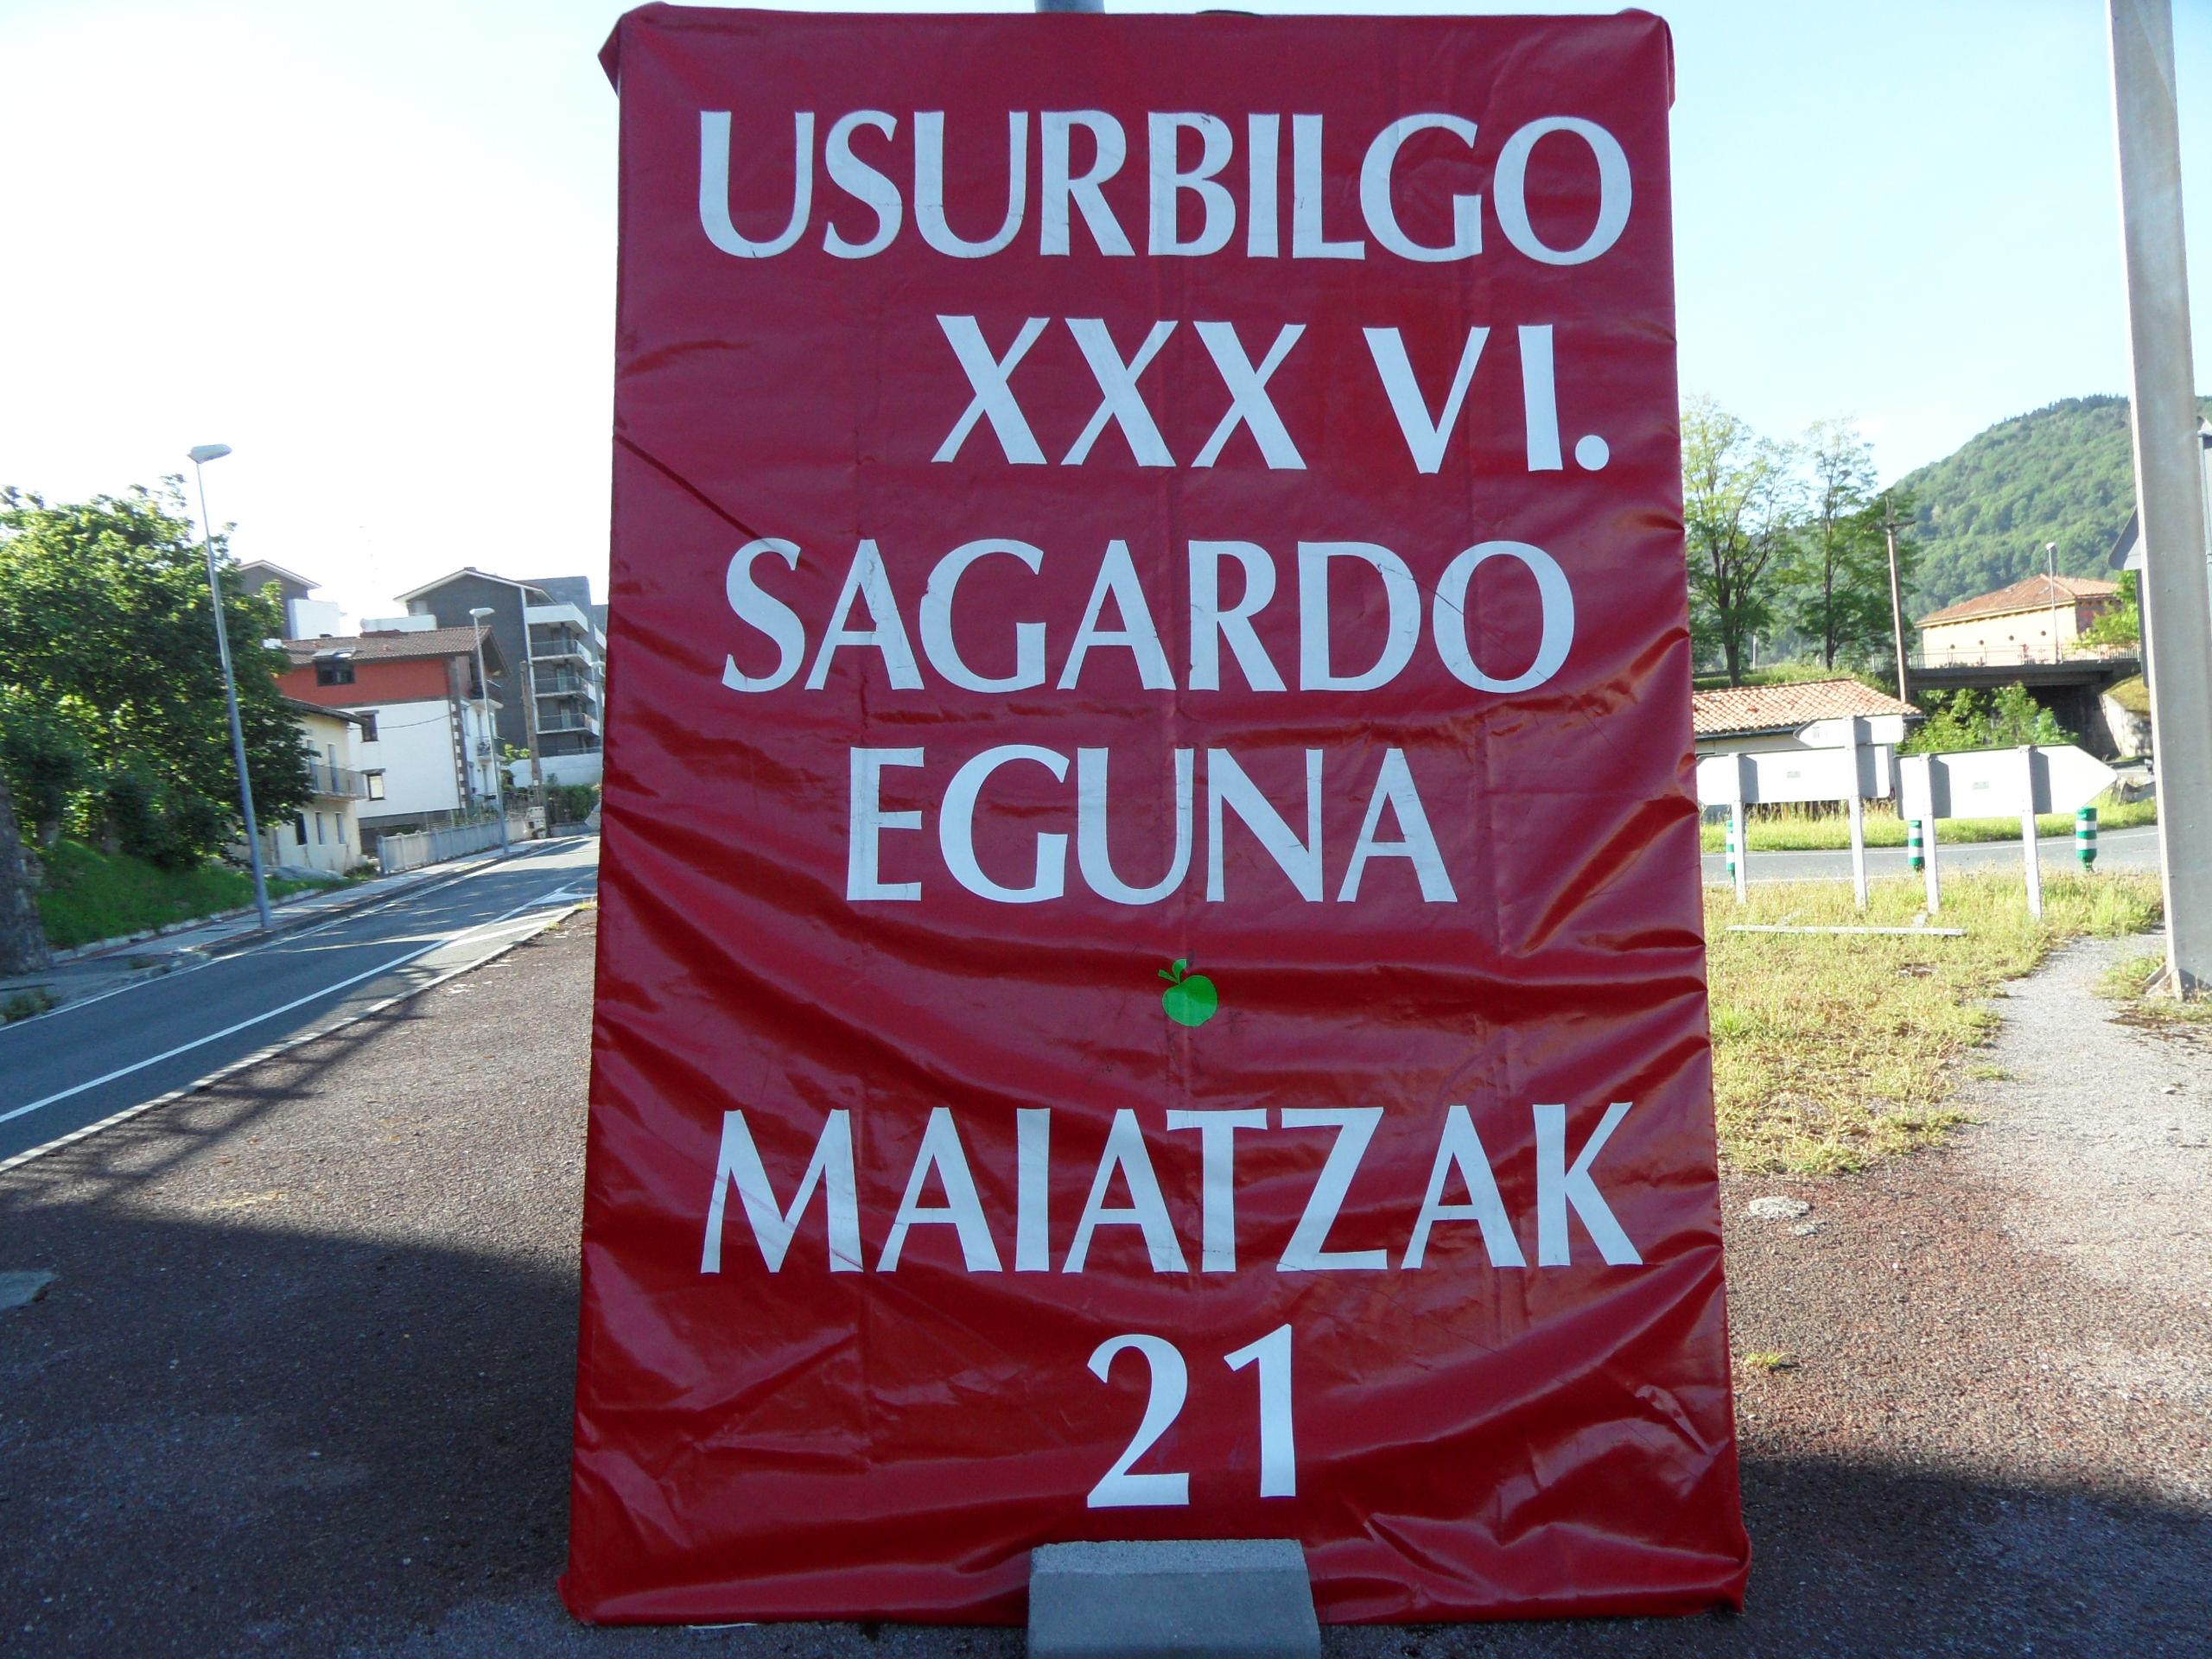 USURBILGO
XXX VI.
SAGARDO
EGUNA
MAIATZAK
21